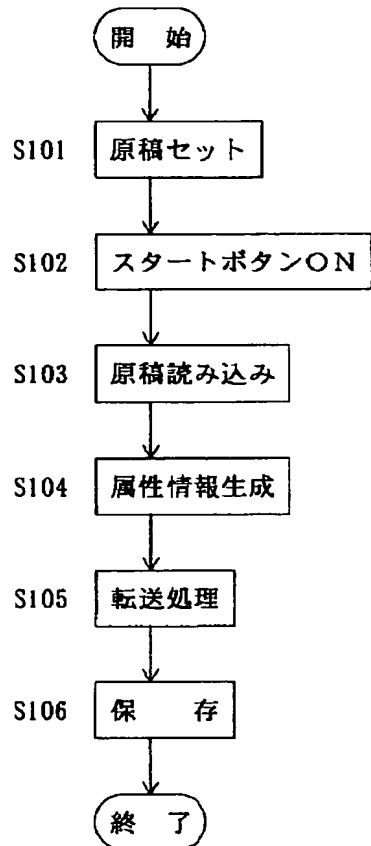 開　始
S101 原稿セット
S102 スタートボタンＯＮ
S103 原稿読み込み
S104 属性情報生成
S105 転送処理
S106 保　　存
終　了